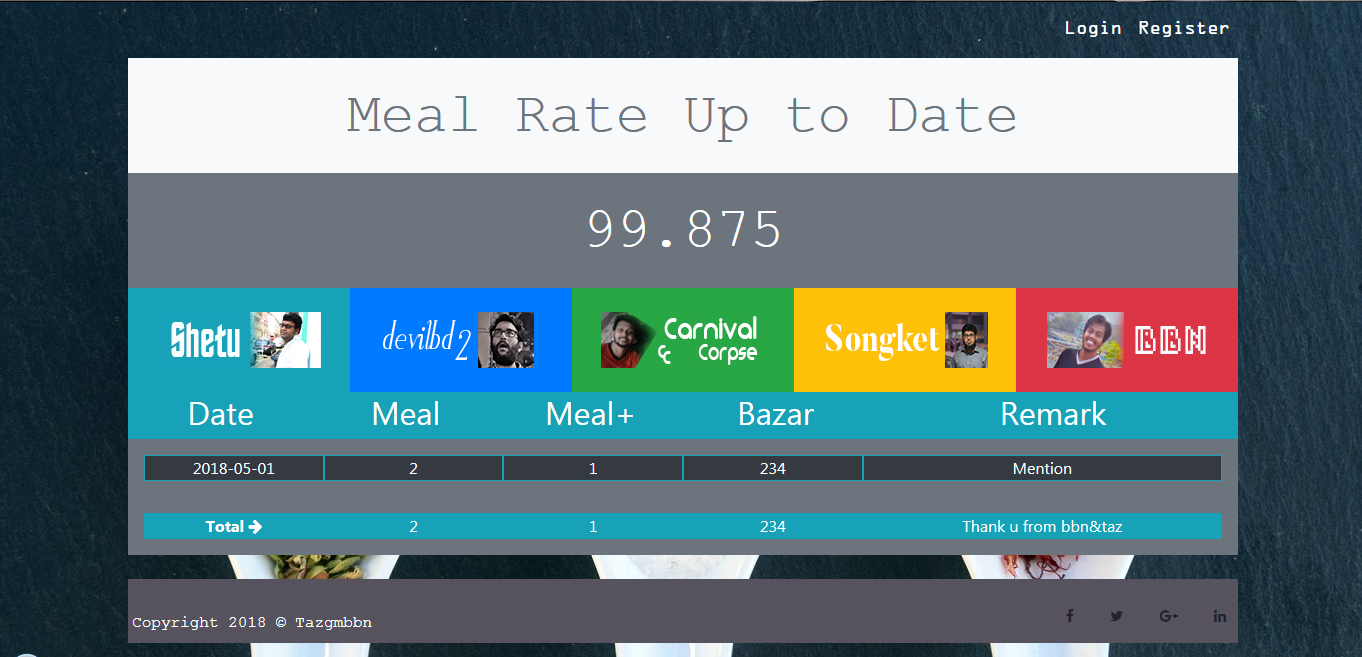 Login Register
Meal Rate Up to Date
99.875
Shetu devilbd2 Carnival Songket BBN
Cc Corpse
Date Meal Meal+ Bazar Remark
2018-05-01 2 1 234 Mention
Total → 2 1 234 Thank u from bbn&taz
Copyright 2018 © Tazgmbbn